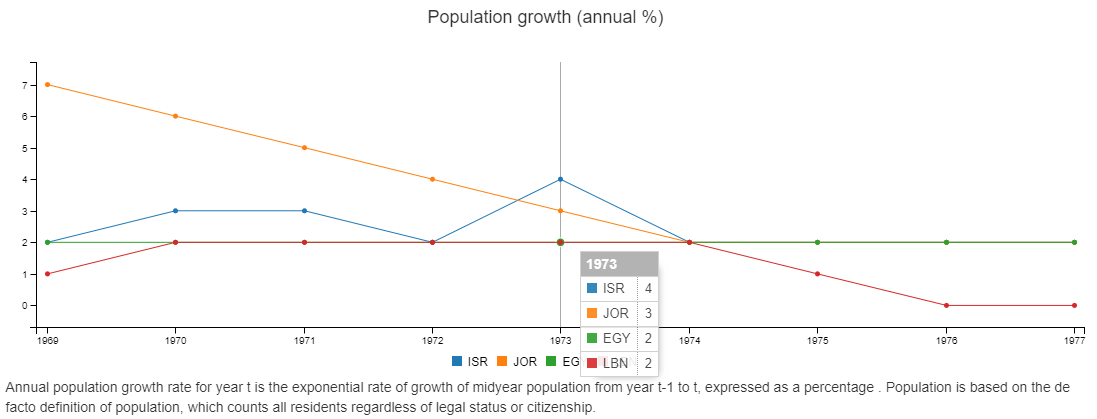 Population growth (annual %)
7
6
5
4
3
2
1
0
1973
ISR 4
JOR 3
EGY 2
LBN 2
1969 1970 1971 1972 1973 1974 1975 1976 1977
ISR JOR
Annual population growth rate for year t is the exponential rate of growth of midyear population from year t-1 to t, expressed as a percentage . Population is based on the de
facto definition of population, which counts all residents regardless of legal status or citizenship.